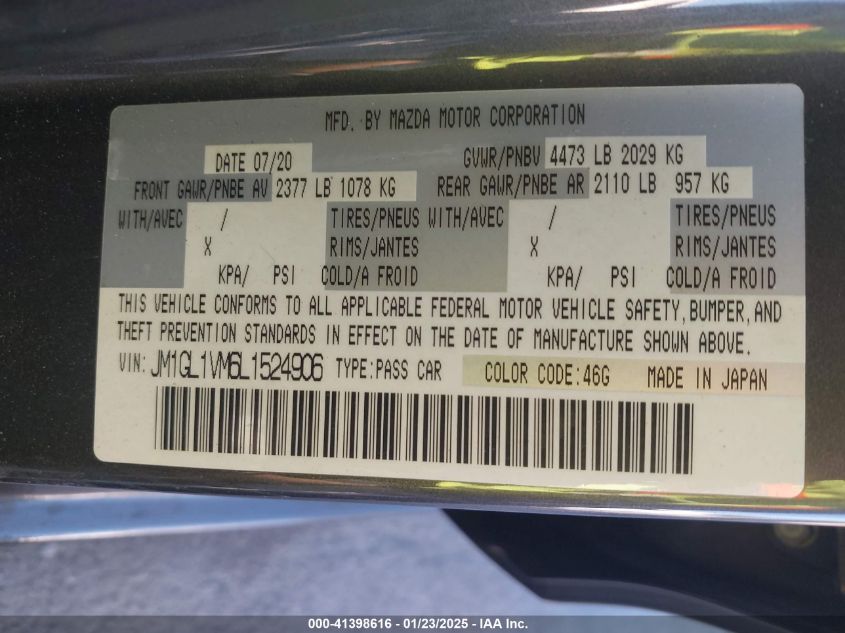 MFD. BY MAZDA MOTOR CORPORATION
DATE 07/20 GVWR/PNBV 4473 LB 2029 KG
FRONT GAWR/PNBE AV 2377 LB 1078 KG REAR GAWR/PNBE AR 2110 LB 957 KG
WITH/AVEC / TIRES/PNEUS WITH/AVEC / TIRES/PNEUS
X RIMS/JANTES X RIMS/JANTES
KPA/ PSI COLD/A FROID KPA/ PSI COLD/A FROID
THIS VEHICLE CONFORMS TO ALL APPLICABLE FEDERAL MOTOR VEHICLE SAFETY, BUMPER, AND
THEFT PREVENTION STANDARDS IN EFFECT ON THE DATE OF MANUFACTURE SHOWN ABOVE.
VIN: JM1GL1VM6L1524906 TYPE:PASS CAR COLOR CODE:46G MADE IN JAPAN
000-41398616 - 01/23/2025 - IAA Inc.